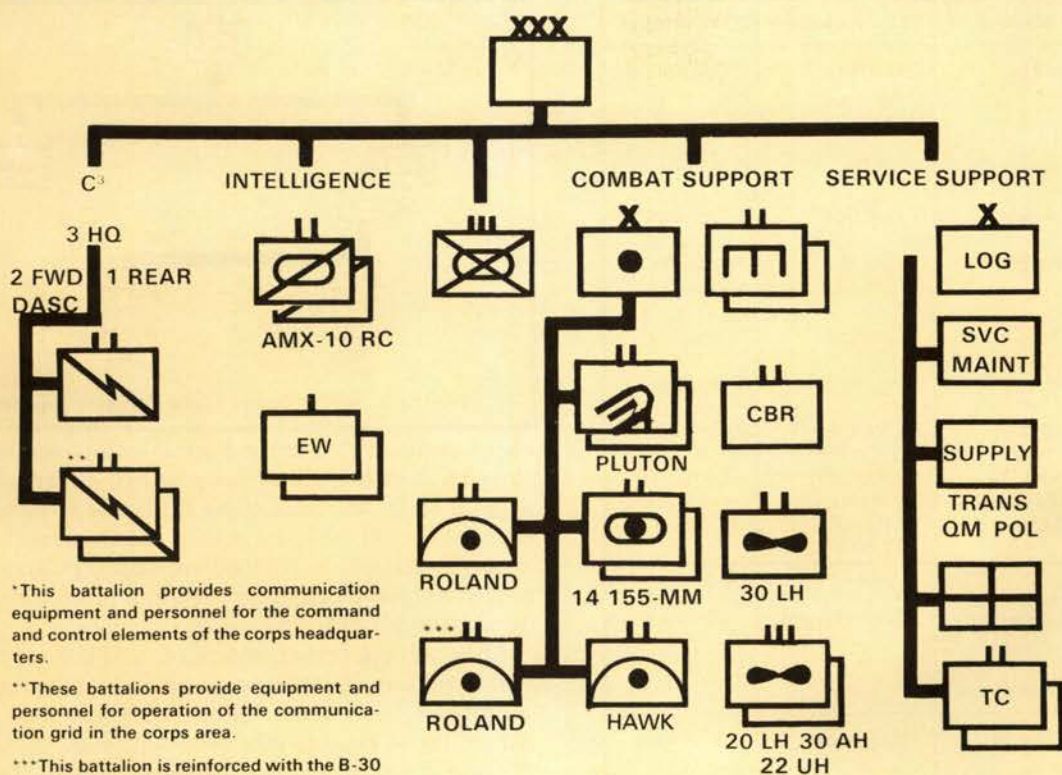 XXX
C³
INTELLIGENCE
COMBAT SUPPORT
SERVICE SUPPORT
3 HQ
2 FWD
1 REAR
DASC
AMX-10 RC
EW
X
PLUTON
CBR
ROLAND
14 155-MM
30 LH
***
ROLAND
HAWK
20 LH 30 AH
22 UH
X
LOG
SVC
MAINT
SUPPLY
TRANS
QM POL
TC
**
*This battalion provides communication
equipment and personnel for the command
and control elements of the corps headquar-
ters.
**These battalions provide equipment and
personnel for operation of the communica-
tion grid in the corps area.
***This battalion is reinforced with the B-30